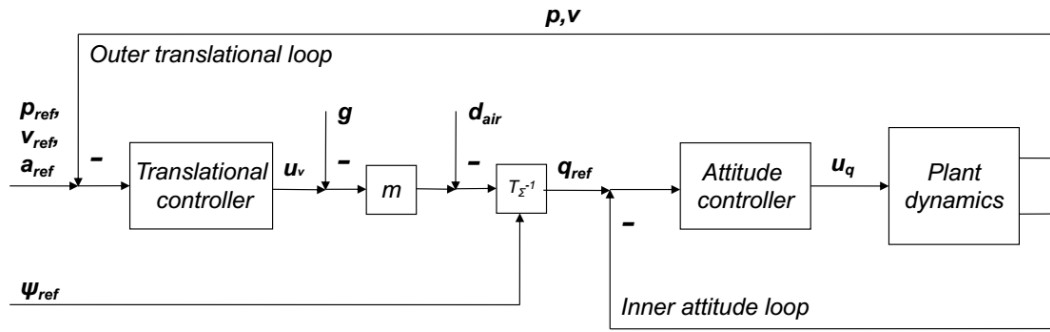 p,v
Outer translational loop
p_ref,
v_ref,
a_ref
g
d_air
Translational
controller
u_v
m
T_Σ^-1
q_ref
Attitude
controller
u_q
Plant
dynamics
ψ_ref
Inner attitude loop